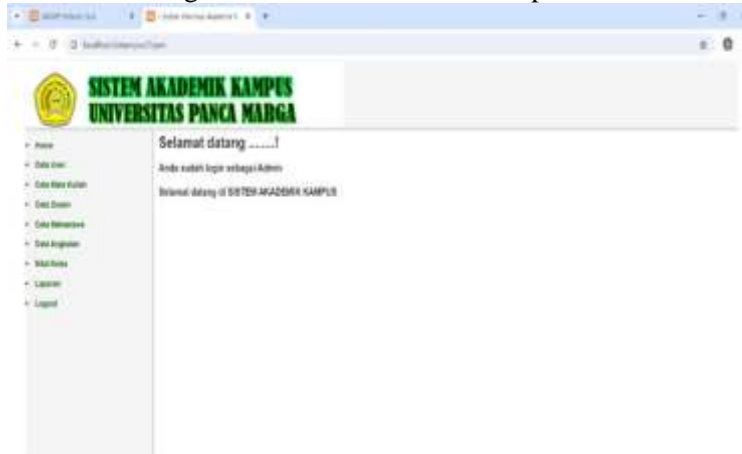 SISTEM AKADEMIK KAMPUS
UNIVERSITAS PANCA MARGA
Home
Data User
Data Mata Kuliah
Data Dosen
Data Mahasiswa
Data Angkatan
Nilai Kelas
Laporan
Logout
Selamat datang ......!
Anda sudah login sebagai Admin
Selamat datang di SISTEM AKADEMIK KAMPUS